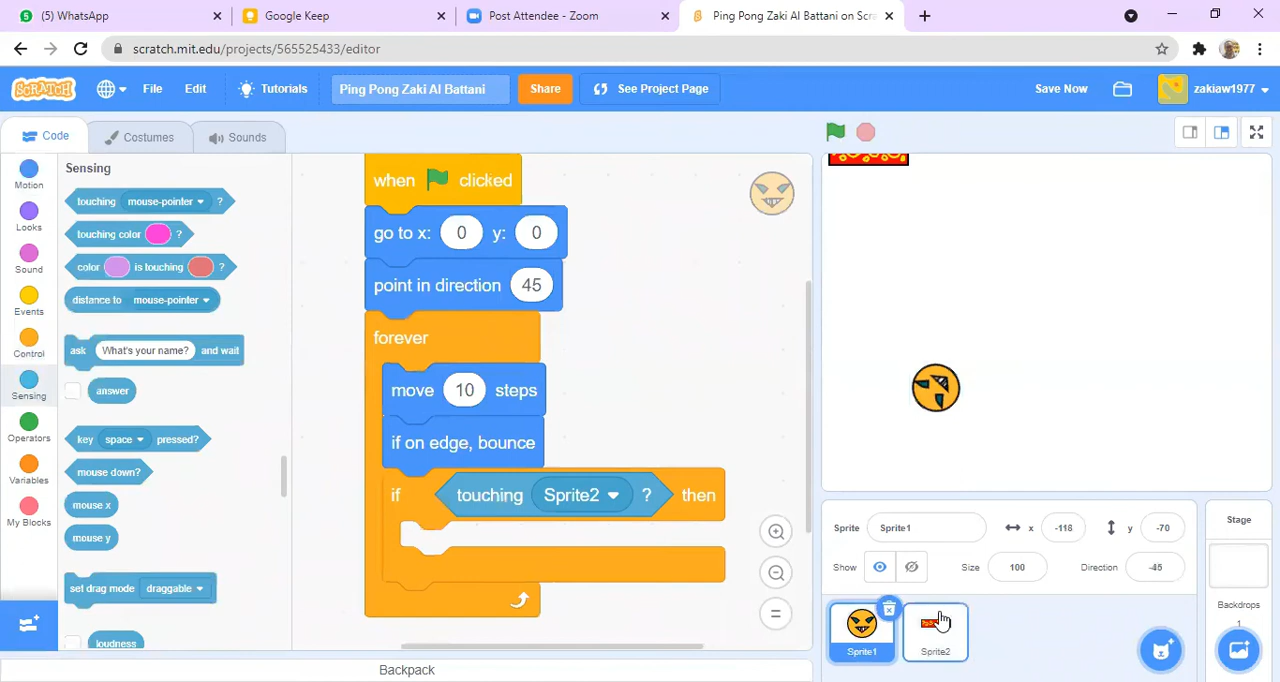 5 (5) WhatsApp
Google Keep
Post Attendee - Zoom
Ping Pong Zaki Al Battani on Scra
scratch.mit.edu/projects/565525433/editor
SCRATCH
File
Edit
Tutorials
Ping Pong Zaki Al Battani
Share
See Project Page
Save Now
zakiaw1977
Code
Costumes
Sounds
Motion
Looks
Sound
Events
Control
Sensing
Operators
Variables
My Blocks
Sensing
touching mouse-pointer ?
touching color ?
color is touching ?
distance to mouse-pointer
ask What's your name? and wait
answer
key space pressed?
mouse down?
mouse x
mouse y
set drag mode draggable
loudness
when clicked
go to x: 0 y: 0
point in direction 45
forever
move 10 steps
if on edge, bounce
if touching Sprite2 ? then
Sprite Sprite1 x -118 y -70
Show Size 100 Direction -45
Sprite1
Sprite2
Stage
Backdrops
1
Backpack